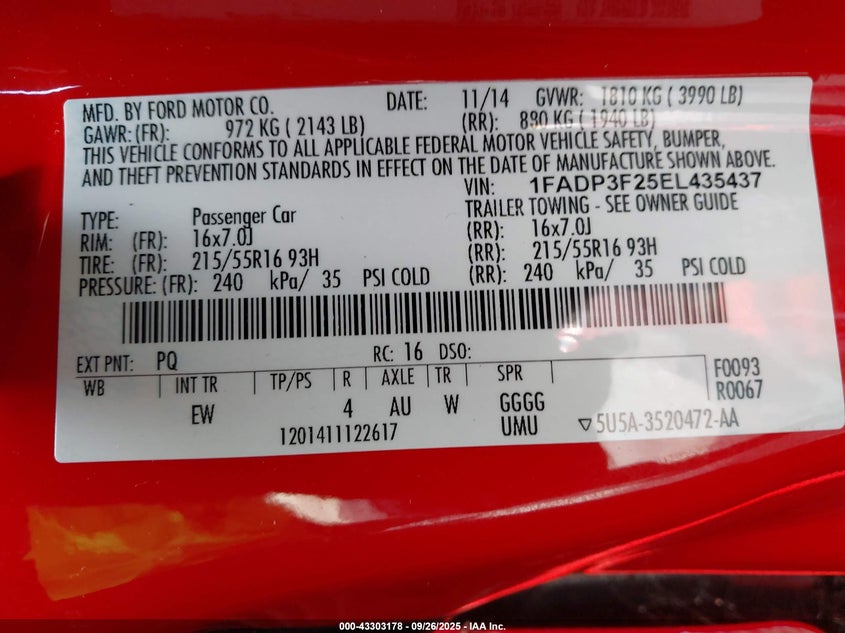 MFD. BY FORD MOTOR CO. DATE: 11/14 GVWR: 1810 KG ( 3990 LB)
GAWR: (FR): 972 KG ( 2143 LB) (RR): 880 KG ( 1940 LB)
THIS VEHICLE CONFORMS TO ALL APPLICABLE FEDERAL MOTOR VEHICLE SAFETY, BUMPER,
AND THEFT PREVENTION STANDARDS IN EFFECT ON THE DATE OF MANUFACTURE SHOWN ABOVE.
VIN: 1FADP3F25EL435437
TYPE: Passenger Car TRAILER TOWING - SEE OWNER GUIDE
RIM: (FR): 16x7.0J (RR): 16x7.0J
TIRE: (FR): 215/55R16 93H (RR): 215/55R16 93H
PRESSURE: (FR): 240 kPa/ 35 PSI COLD (RR): 240 kPa/ 35 PSI COLD
EXT PNT: PQ RC: 16 DSO:
WB INT TR TP/PS R AXLE TR SPR F0093
R0067
EW 4 AU W GGGG
1201411122617 UMU ▽5U5A-3520472-AA
000-43303178 - 09/26/2025 - IAA Inc.